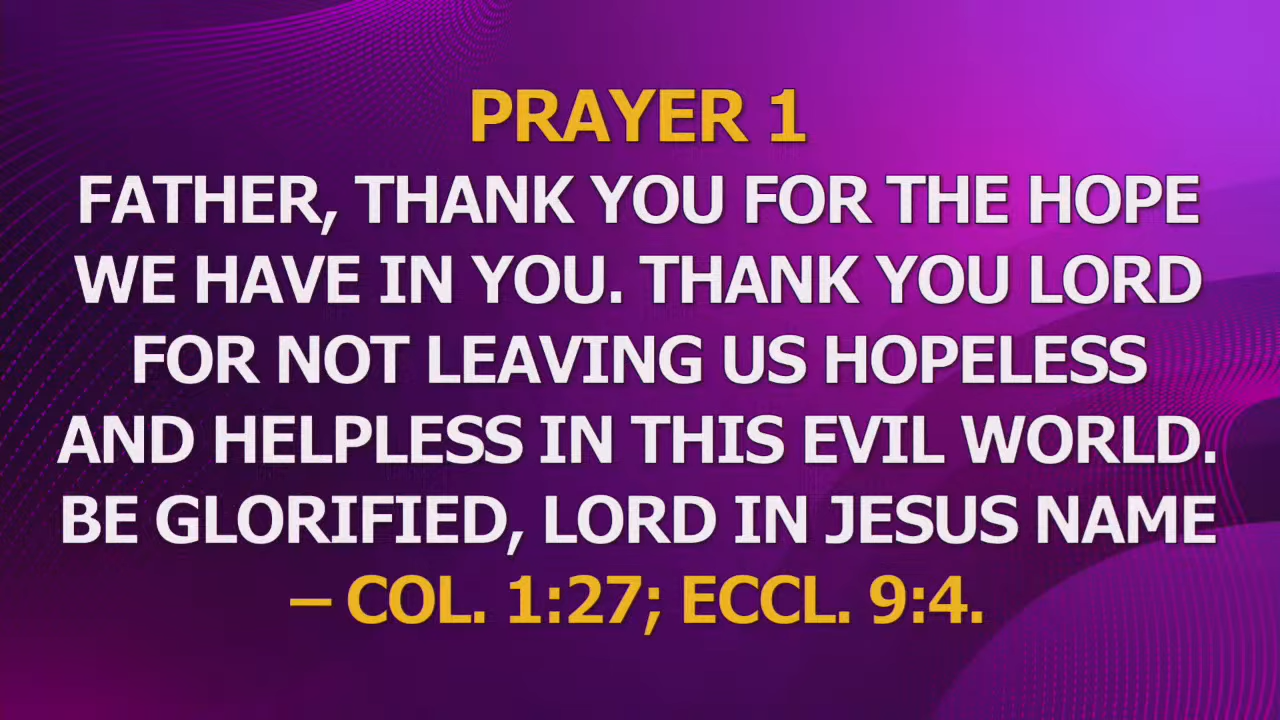 PRAYER 1
FATHER, THANK YOU FOR THE HOPE
WE HAVE IN YOU. THANK YOU LORD
FOR NOT LEAVING US HOPELESS
AND HELPLESS IN THIS EVIL WORLD.
BE GLORIFIED, LORD IN JESUS NAME
– COL. 1:27; ECCL. 9:4.